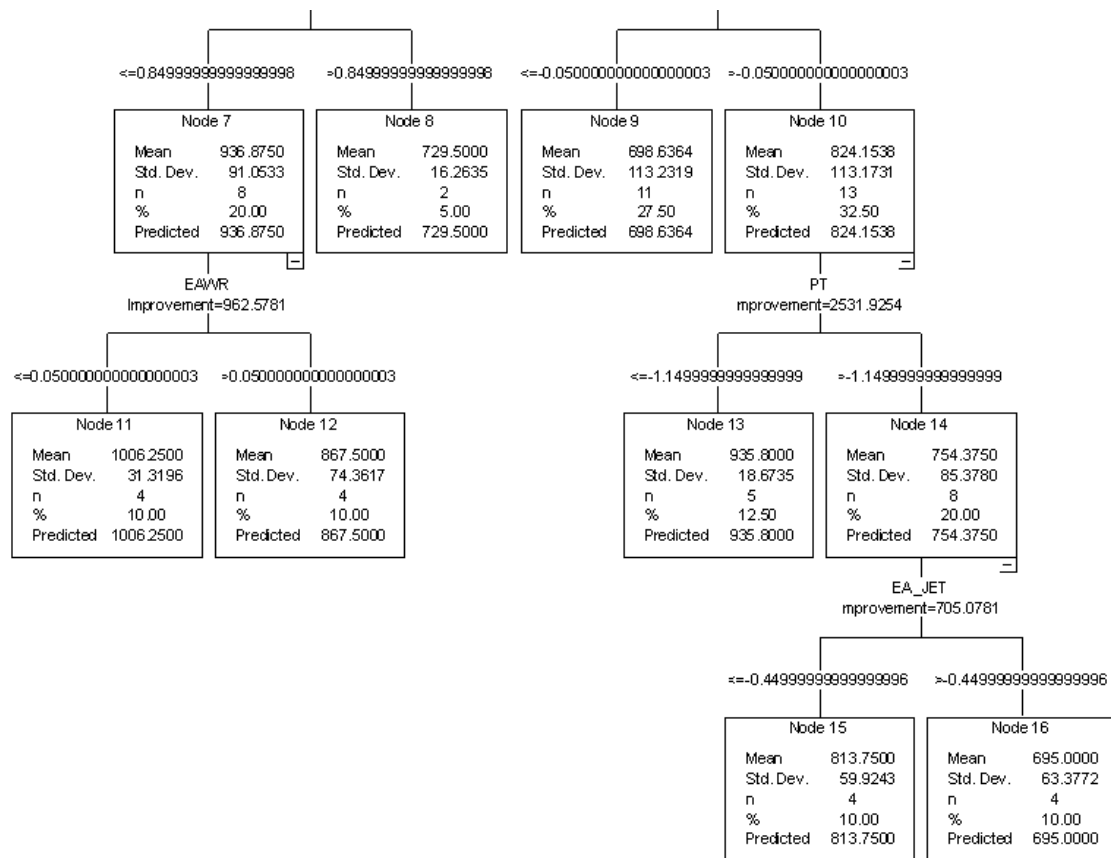 <=0.84999999999999998 >0.84999999999999998 <=-0.050000000000000003 >-0.050000000000000003
Node 7
Mean 936.8750
Std. Dev. 91.0533
n 8
% 20.00
Predicted 936.8750
Node 8
Mean 729.5000
Std. Dev. 16.2635
n 2
% 5.00
Predicted 729.5000
Node 9
Mean 698.6364
Std. Dev. 113.2319
n 11
% 27.50
Predicted 698.6364
Node 10
Mean 824.1538
Std. Dev. 113.1731
n 13
% 32.50
Predicted 824.1538
EAWR
Improvement=962.5781
PT
mprovement=2531.9254
<=0.050000000000000003 >0.050000000000000003 <=-1.1499999999999999 >-1.1499999999999999
Node 11
Mean 1006.2500
Std. Dev. 31.3196
n 4
% 10.00
Predicted 1006.2500
Node 12
Mean 867.5000
Std. Dev. 74.3617
n 4
% 10.00
Predicted 867.5000
Node 13
Mean 935.8000
Std. Dev. 18.6735
n 5
% 12.50
Predicted 935.8000
Node 14
Mean 754.3750
Std. Dev. 85.3780
n 8
% 20.00
Predicted 754.3750
EA_JET
mprovement=705.0781
<=-0.44999999999999996 >-0.44999999999999996
Node 15
Mean 813.7500
Std. Dev. 59.9243
n 4
% 10.00
Predicted 813.7500
Node 16
Mean 695.0000
Std. Dev. 63.3772
n 4
% 10.00
Predicted 695.0000